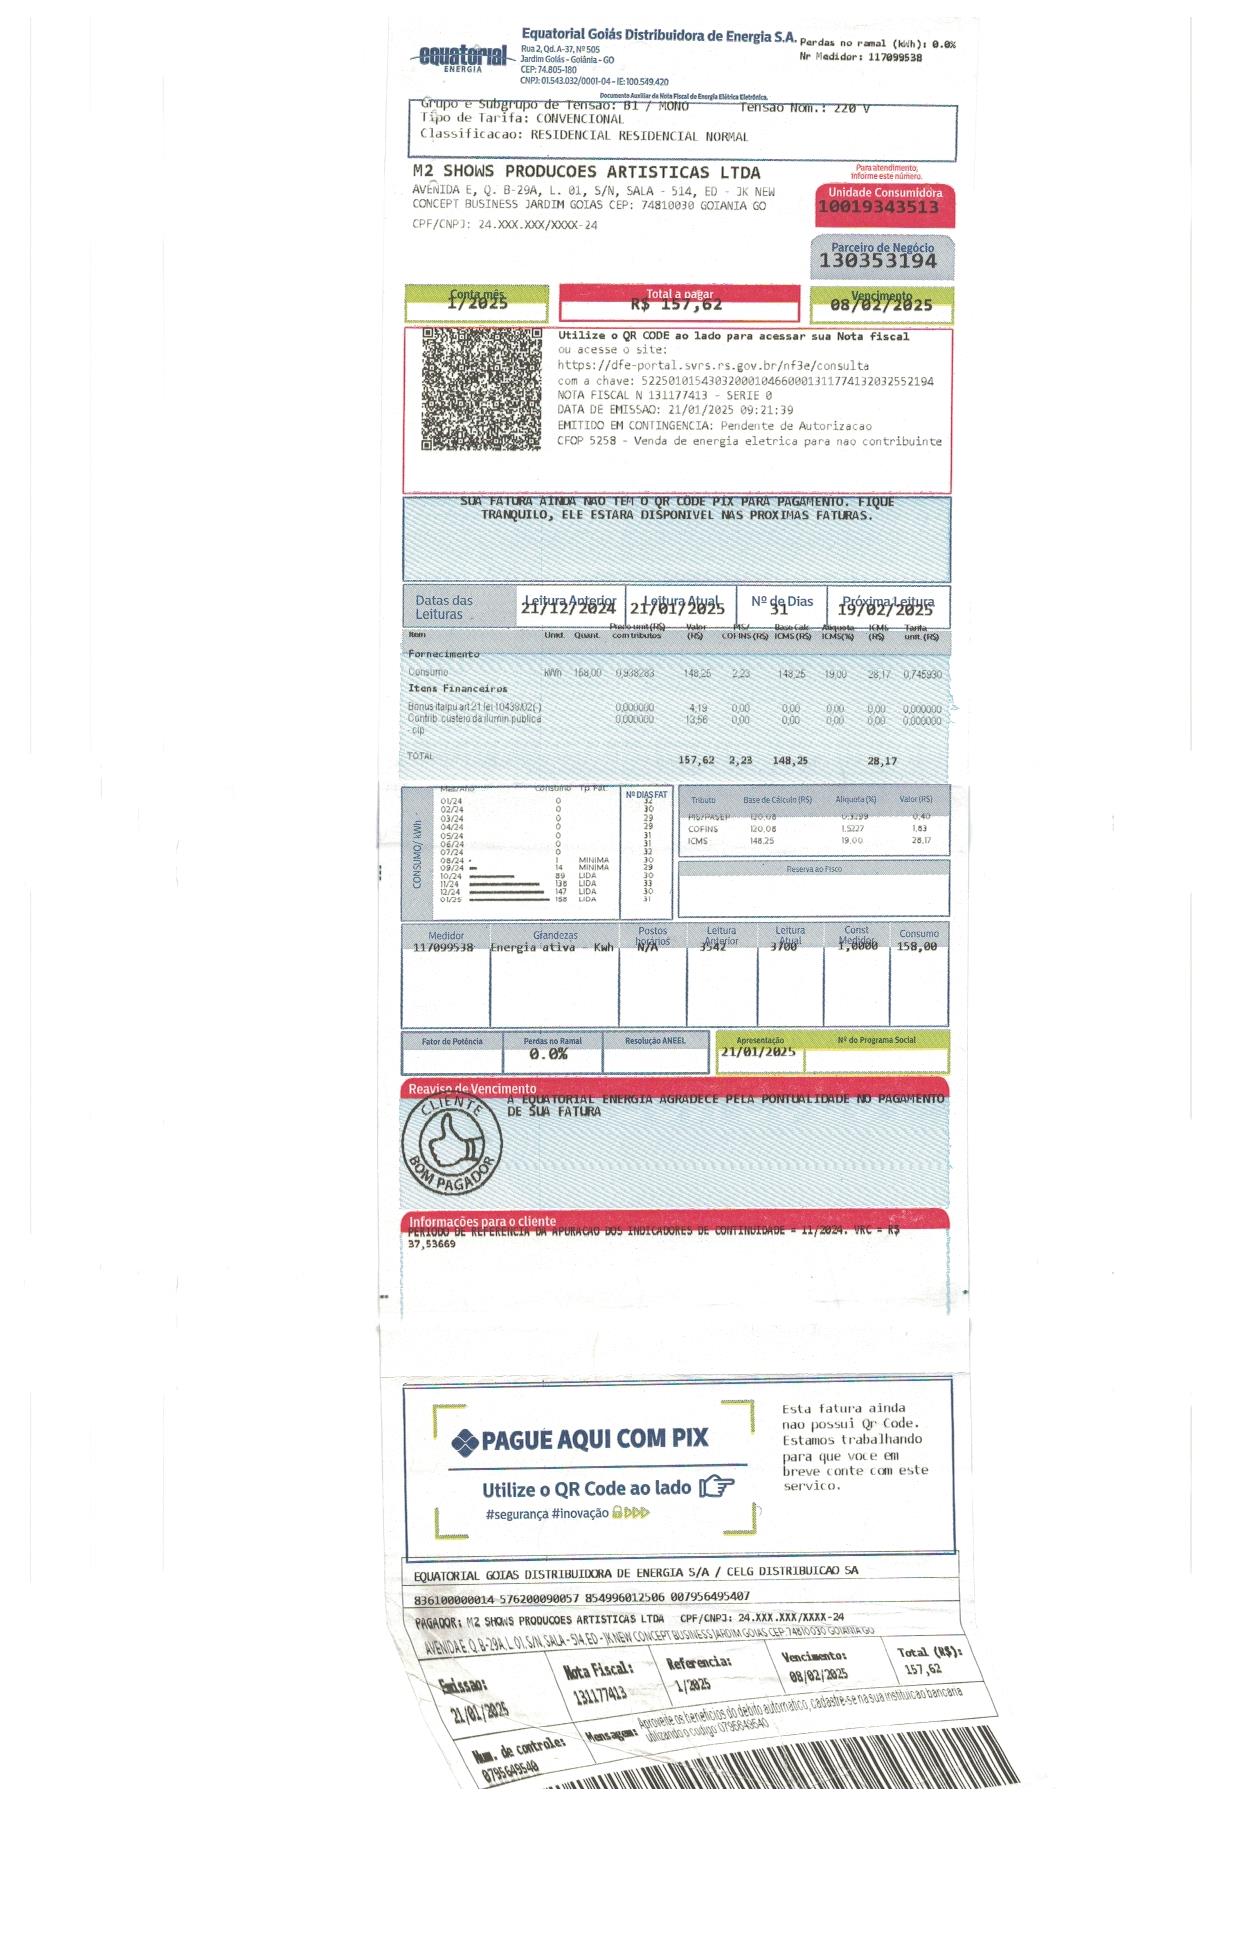 Equatorial Goiás Distribuidora de Energia S.A.
equatorial
ENERGIA
Rua 2, Qd.A-37, Nº 505
Jardim Goiás - Goiânia - GO
CEP: 74.805-180
CNPJ: 01.543.032/0001-04 - IE: 100.549.420
Perdas no ramal (kWh): 0.0%
Nr Medidor: 117099538
Documento Auxiliar da Nota Fiscal de Energia Elétrica Eletrônica.
Grupo e Subgrupo de Tensao: B1 / MONO Tensao Nom.: 220 V
Tipo de Tarifa: CONVENCIONAL
Classificacao: RESIDENCIAL RESIDENCIAL NORMAL
M2 SHOWS PRODUCOES ARTISTICAS LTDA
AVENIDA E, Q. B-29A, L. 01, S/N, SALA - 514, ED - JK NEW
CONCEPT BUSINESS JARDIM GOIAS CEP: 74810030 GOIANIA GO
CPF/CNPJ: 24.XXX.XXX/XXXX-24
Para atendimento,
informe este número.
Unidade Consumidora
10019343513
Parceiro de Negócio
130353194
Conta mês
1/2025
Total a pagar
R$ 157,62
Vencimento
08/02/2025
Utilize o QR CODE ao lado para acessar sua Nota fiscal
ou acesse o site:
https://dfe-portal.svrs.rs.gov.br/nf3e/consulta
com a chave: 52250101543032000104660001311774132032552194
NOTA FISCAL N 131177413 - SERIE 0
DATA DE EMISSAO: 21/01/2025 09:21:39
EMITIDO EM CONTINGENCIA: Pendente de Autorizacao
CFOP 5258 - Venda de energia eletrica para nao contribuinte
SUA FATURA AINDA NAO TEM O QR CODE PIX PARA PAGAMENTO. FIQUE
TRANQUILO, ELE ESTARA DISPONIVEL NAS PROXIMAS FATURAS.
Datas das Leituras
Leitura Anterior 21/12/2024
Leitura Atual 21/01/2025
Nº de Dias 31
Próxima Leitura 19/02/2025
Item Unid. Quant. Preço unit (R$) com tributos Valor (R$) PIS/ COFINS (R$) Base Calc ICMS (R$) Aliquota ICMS(%) ICMS (R$) Tarifa unit. (R$)
Fornecimento
Consumo kWh 158,00 0,938283 148,25 2,23 148,25 19,00 28,17 0,745930
Itens Financeiros
Bonus itaipu art 21 lei 10438/02(-) 0,000000 4,19 0,00 0,00 0,00 0,00 0,000000
Contrib. custeio da ilumin publica - cip 0,000000 13,56 0,00 0,00 0,00 0,00 0,000000
TOTAL 157,62 2,23 148,25 28,17
CONSUMO/ kWh
Mes/Ano Consumo Tp Fat. Nº DIAS FAT
01/24 0 32
02/24 0 30
03/24 0 29
04/24 0 29
05/24 0 31
06/24 0 31
07/24 0 32
08/24 1 MINIMA 30
09/24 14 MINIMA 29
10/24 89 LIDA 30
11/24 138 LIDA 33
12/24 147 LIDA 30
01/25 158 LIDA 31
Tributo Base de Cálculo (R$) Alíquota (%) Valor (R$)
PIS/PASEP 120,08 0,3299 0,40
COFINS 120,08 1,5227 1,83
ICMS 148,25 19,00 28,17
Reserva ao Fisco
Medidor Grandezas Postos horários Leitura Anterior Leitura Atual Const Medidor Consumo
117099538 Energia ativa - Kwh N/A 3542 3700 1,0000 158,00
Fator de Potência Perdas no Ramal Resolução ANEEL Apresentação Nº do Programa Social
0.0% 21/01/2025
Reaviso de Vencimento
A EQUATORIAL ENERGIA AGRADECE PELA PONTUALIDADE NO PAGAMENTO
DE SUA FATURA
CLIENTE
BOM PAGADOR
Informações para o cliente
PERIODO DE REFERENCIA DA APURACAO DOS INDICADORES DE CONTINUIDADE = 11/2024. VRC = R$
37,53669
PAGUE AQUI COM PIX
Utilize o QR Code ao lado
#segurança #inovação
Esta fatura ainda
nao possui Qr Code.
Estamos trabalhando
para que voce em
breve conte com este
servico.
EQUATORIAL GOIAS DISTRIBUIDORA DE ENERGIA S/A / CELG DISTRIBUICAO SA
836100000014 576200090057 854996012506 007956495407
PAGADOR: M2 SHOWS PRODUCOES ARTISTICAS LTDA CPF/CNPJ: 24.XXX.XXX/XXXX-24
AVENIDA E, Q. B-29A, L. 01, S/N, SALA - 514, ED - JK NEW CONCEPT BUSINESS JARDIM GOIAS CEP: 74810030 GOIANIA GO
Emissao: Nota Fiscal: Referencia: Vencimento: Total (R$):
21/01/2025 131177413 1/2025 08/02/2025 157,62
Num. de controle:
0795649540
Mensagem: Aproveite os beneficios do debito automatico, cadastre-se na sua instituicao bancaria
utilizando o codigo 0795649540